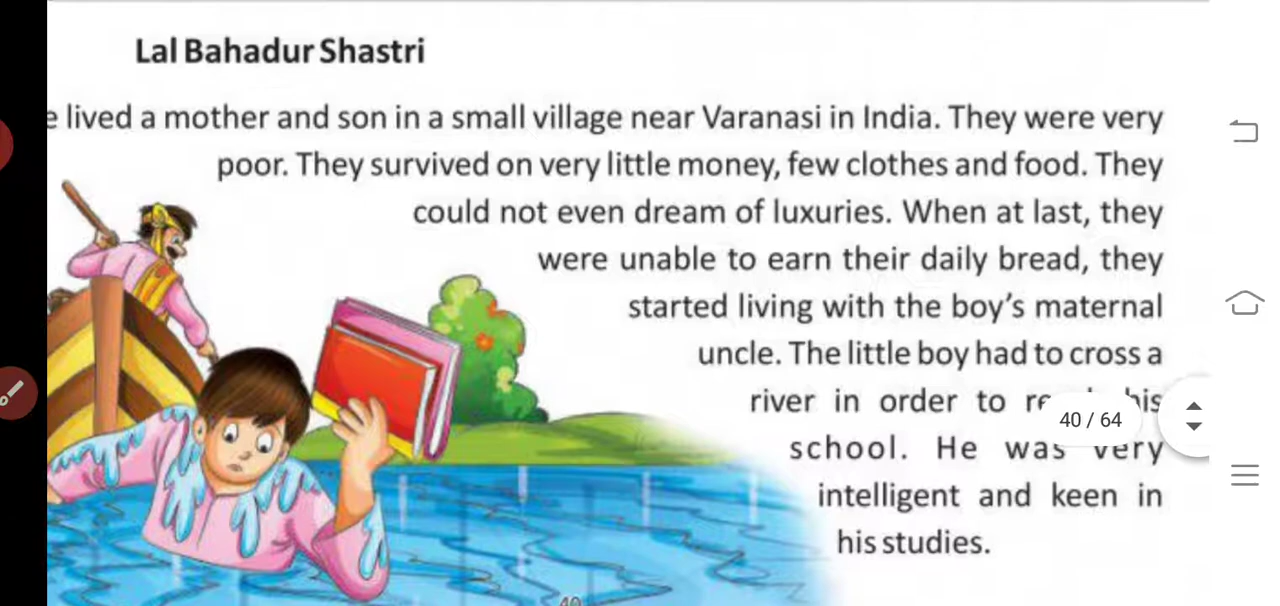 Lal Bahadur Shastri
e lived a mother and son in a small village near Varanasi in India. They were very
poor. They survived on very little money, few clothes and food. They
could not even dream of luxuries. When at last, they
were unable to earn their daily bread, they
started living with the boy's maternal
uncle. The little boy had to cross a
river in order to his
40 / 64
school. He was very
intelligent and keen in
his studies.
40